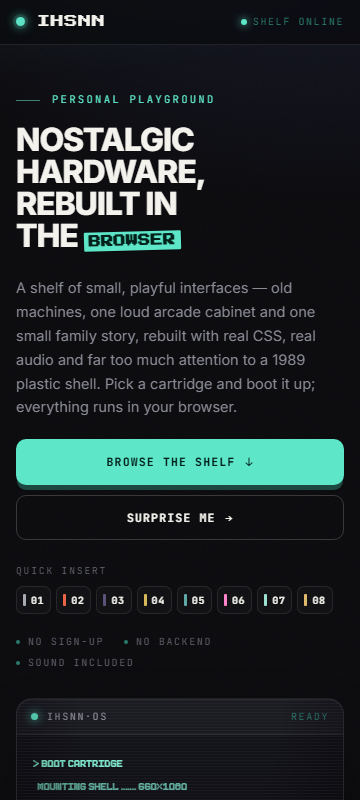 IHSNN
SHELF ONLINE
PERSONAL PLAYGROUND
NOSTALGIC
HARDWARE,
REBUILT IN
THE BROWSER
A shelf of small, playful interfaces — old
machines, one loud arcade cabinet and one
small family story, rebuilt with real CSS, real
audio and far too much attention to a 1989
plastic shell. Pick a cartridge and boot it up;
everything runs in your browser.
BROWSE THE SHELF ↓
SURPRISE ME →
QUICK INSERT
01 02 03 04 05 06 07 08
NO SIGN-UP NO BACKEND
SOUND INCLUDED
IHSNN·OS READY
> BOOT CARTRIDGE
MOUNTING SHELL …… 660×1080